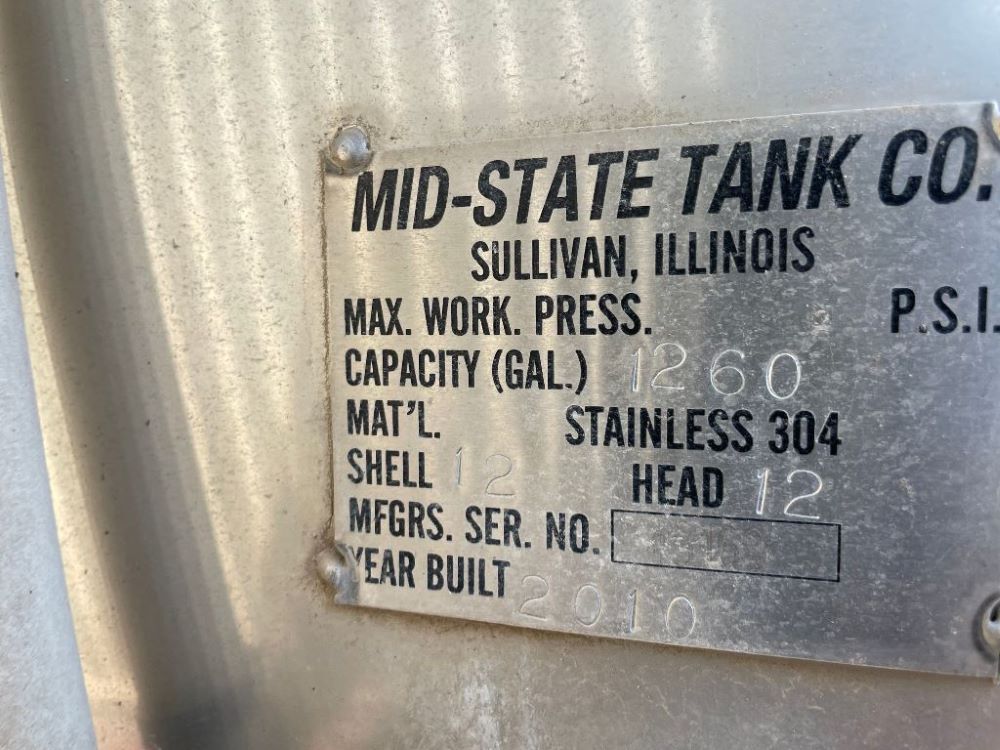 MID-STATE TANK CO.
SULLIVAN, ILLINOIS
MAX. WORK. PRESS. P.S.I.
CAPACITY (GAL.) 1260
MAT'L. STAINLESS 304
SHELL 12 HEAD 12
MFGRS. SER. NO.
YEAR BUILT 2010